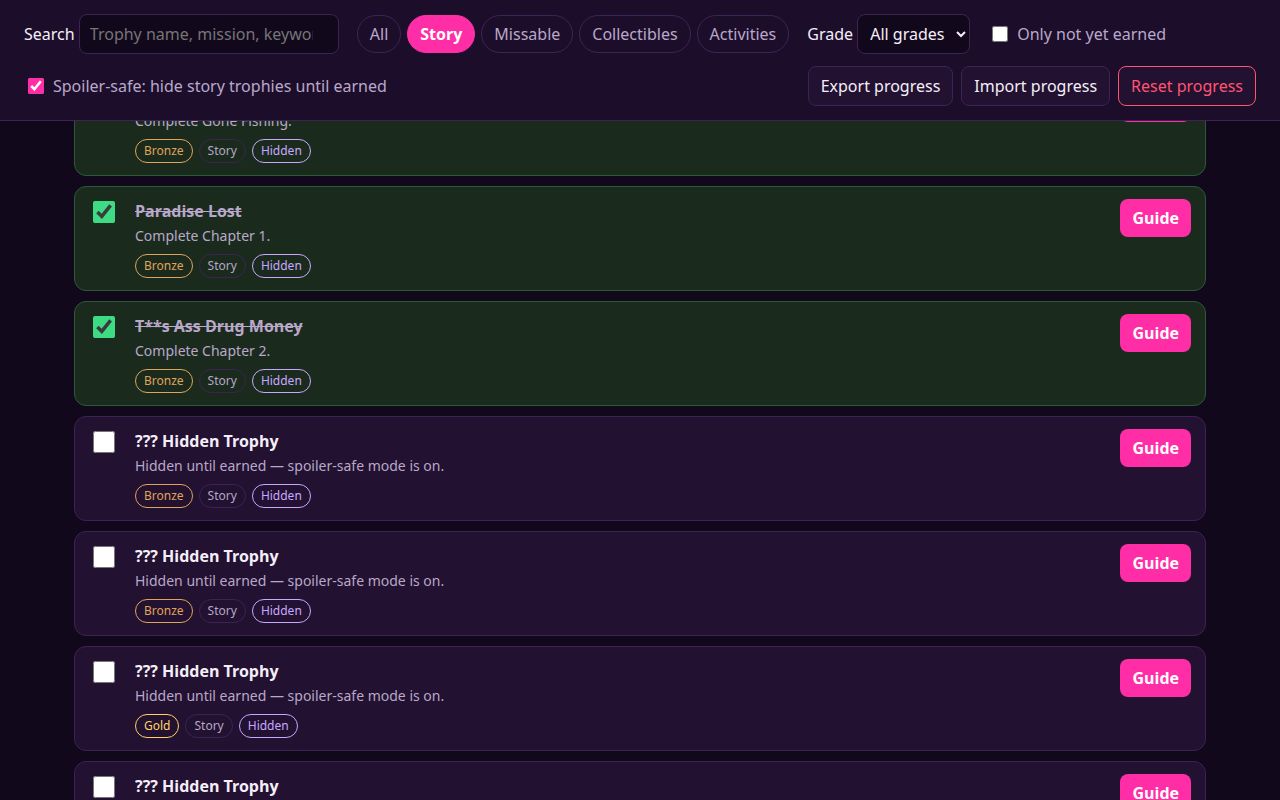 Search Trophy name, mission, keywo All Story Missable Collectibles Activities Grade All grades Only not yet earned
Spoiler-safe: hide story trophies until earned Export progress Import progress Reset progress
Complete Gone Fishing.
Bronze Story Hidden
Paradise Lost Guide
Complete Chapter 1.
Bronze Story Hidden
T**s Ass Drug Money Guide
Complete Chapter 2.
Bronze Story Hidden
??? Hidden Trophy Guide
Hidden until earned — spoiler-safe mode is on.
Bronze Story Hidden
??? Hidden Trophy Guide
Hidden until earned — spoiler-safe mode is on.
Bronze Story Hidden
??? Hidden Trophy Guide
Hidden until earned — spoiler-safe mode is on.
Gold Story Hidden
??? Hidden Trophy Guide